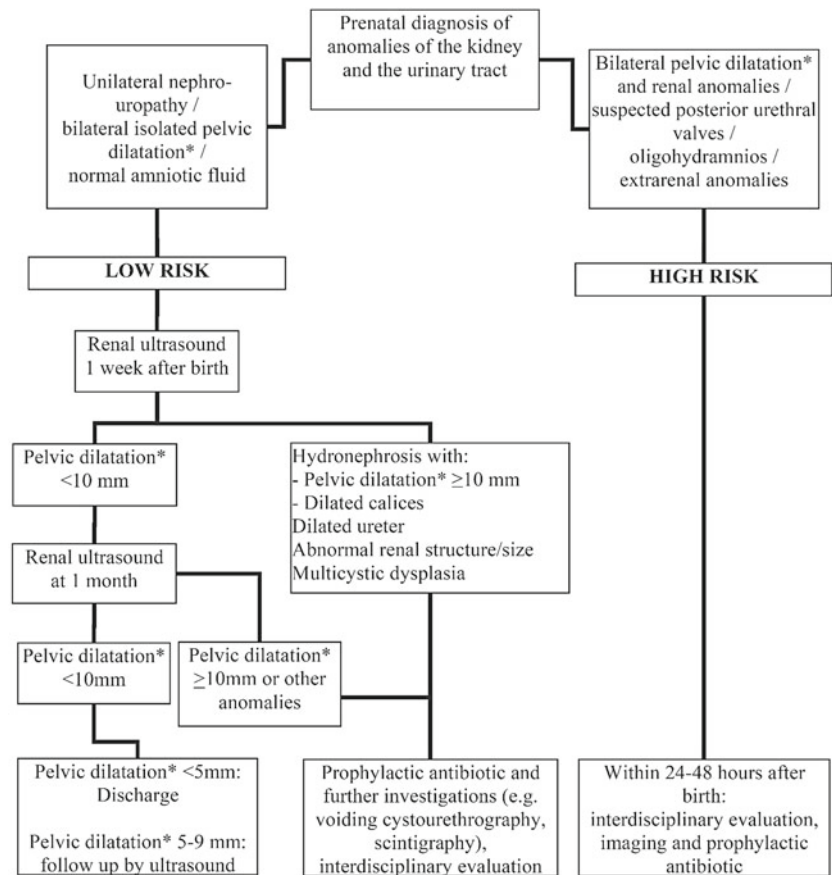 Prenatal diagnosis of
anomalies of the kidney
and the urinary tract
Unilateral nephro-
uropathy /
bilateral isolated pelvic
dilatation* /
normal amniotic fluid
Bilateral pelvic dilatation*
and renal anomalies /
suspected posterior urethral
valves /
oligohydramnios /
extrarenal anomalies
LOW RISK
HIGH RISK
Renal ultrasound
1 week after birth
Pelvic dilatation*
<10 mm
Hydronephrosis with:
- Pelvic dilatation* ≥10 mm
- Dilated calices
Dilated ureter
Abnormal renal structure/size
Multicystic dysplasia
Renal ultrasound
at 1 month
Pelvic dilatation*
<10mm
Pelvic dilatation*
≥10mm or other
anomalies
Pelvic dilatation* <5mm:
Discharge
Pelvic dilatation* 5-9 mm:
follow up by ultrasound
Prophylactic antibiotic and
further investigations (e.g.
voiding cystourethrography,
scintigraphy),
interdisciplinary evaluation
Within 24-48 hours after
birth:
interdisciplinary evaluation,
imaging and prophylactic
antibiotic